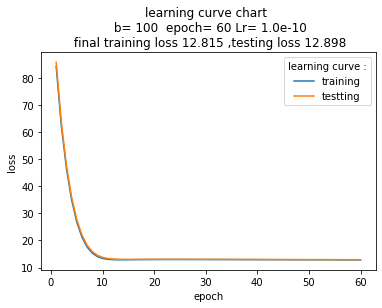 learning curve chart
b= 100 epoch= 60 Lr= 1.0e-10
final training loss 12.815 ,testing loss 12.898
learning curve :
training
testting
loss
80
70
60
50
40
30
20
10
0
10
20
30
40
50
60
epoch